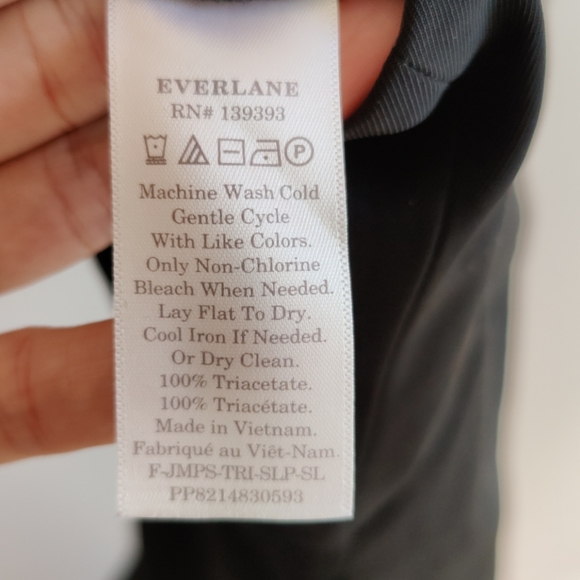 EVERLANE
RN# 139393
P
Machine Wash Cold
Gentle Cycle
With Like Colors.
Only Non-Chlorine
Bleach When Needed.
Lay Flat To Dry.
Cool Iron If Needed.
Or Dry Clean.
100% Triacetate.
100% Triacétate.
Made in Vietnam.
Fabriqué au Viêt-Nam.
F-JMPS-TRI-SLP-SL
PP8214830593